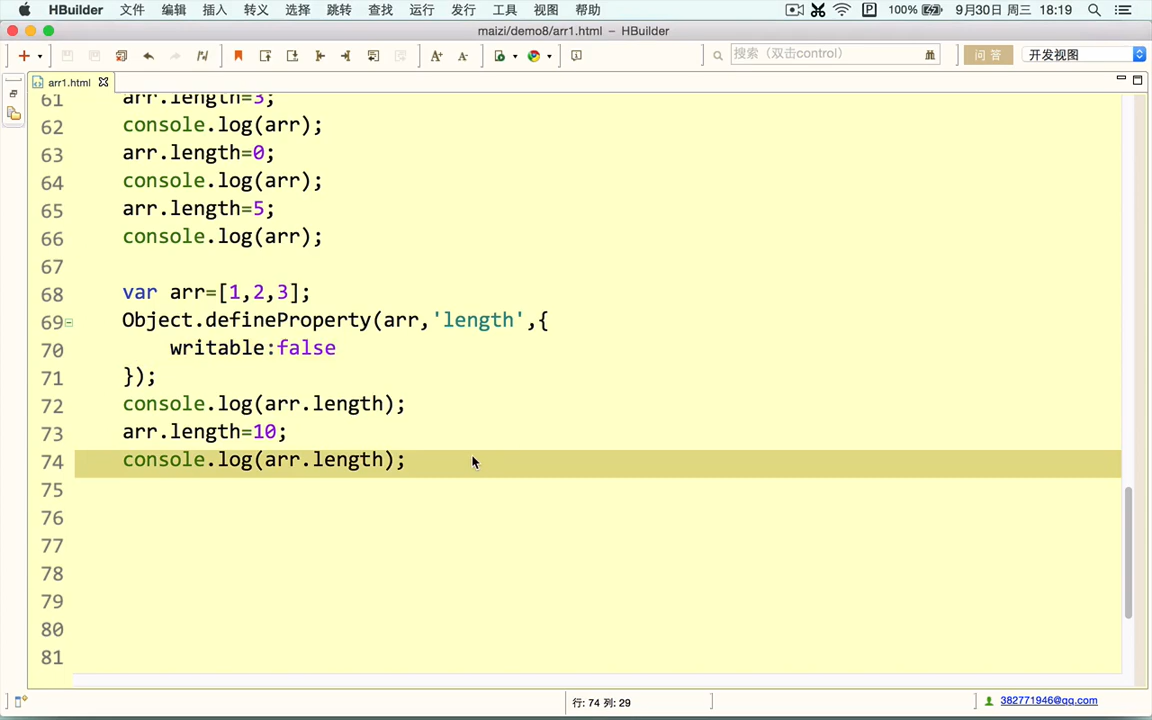 HBuilder 文件 编辑 插入 转义 选择 跳转 查找 运行 发行 工具 视图 帮助 100% 9月30日 周三 18:19
maizi/demo8/arr1.html — HBuilder
搜索（双击control） 问 答 开发视图
arr1.html
61 arr.length=3;
62 console.log(arr);
63 arr.length=0;
64 console.log(arr);
65 arr.length=5;
66 console.log(arr);
67
68 var arr=[1,2,3];
69 Object.defineProperty(arr,'length',{
70 writable:false
71 });
72 console.log(arr.length);
73 arr.length=10;
74 console.log(arr.length);
75
76
77
78
79
80
81
行: 74 列: 29 382771946@qq.com